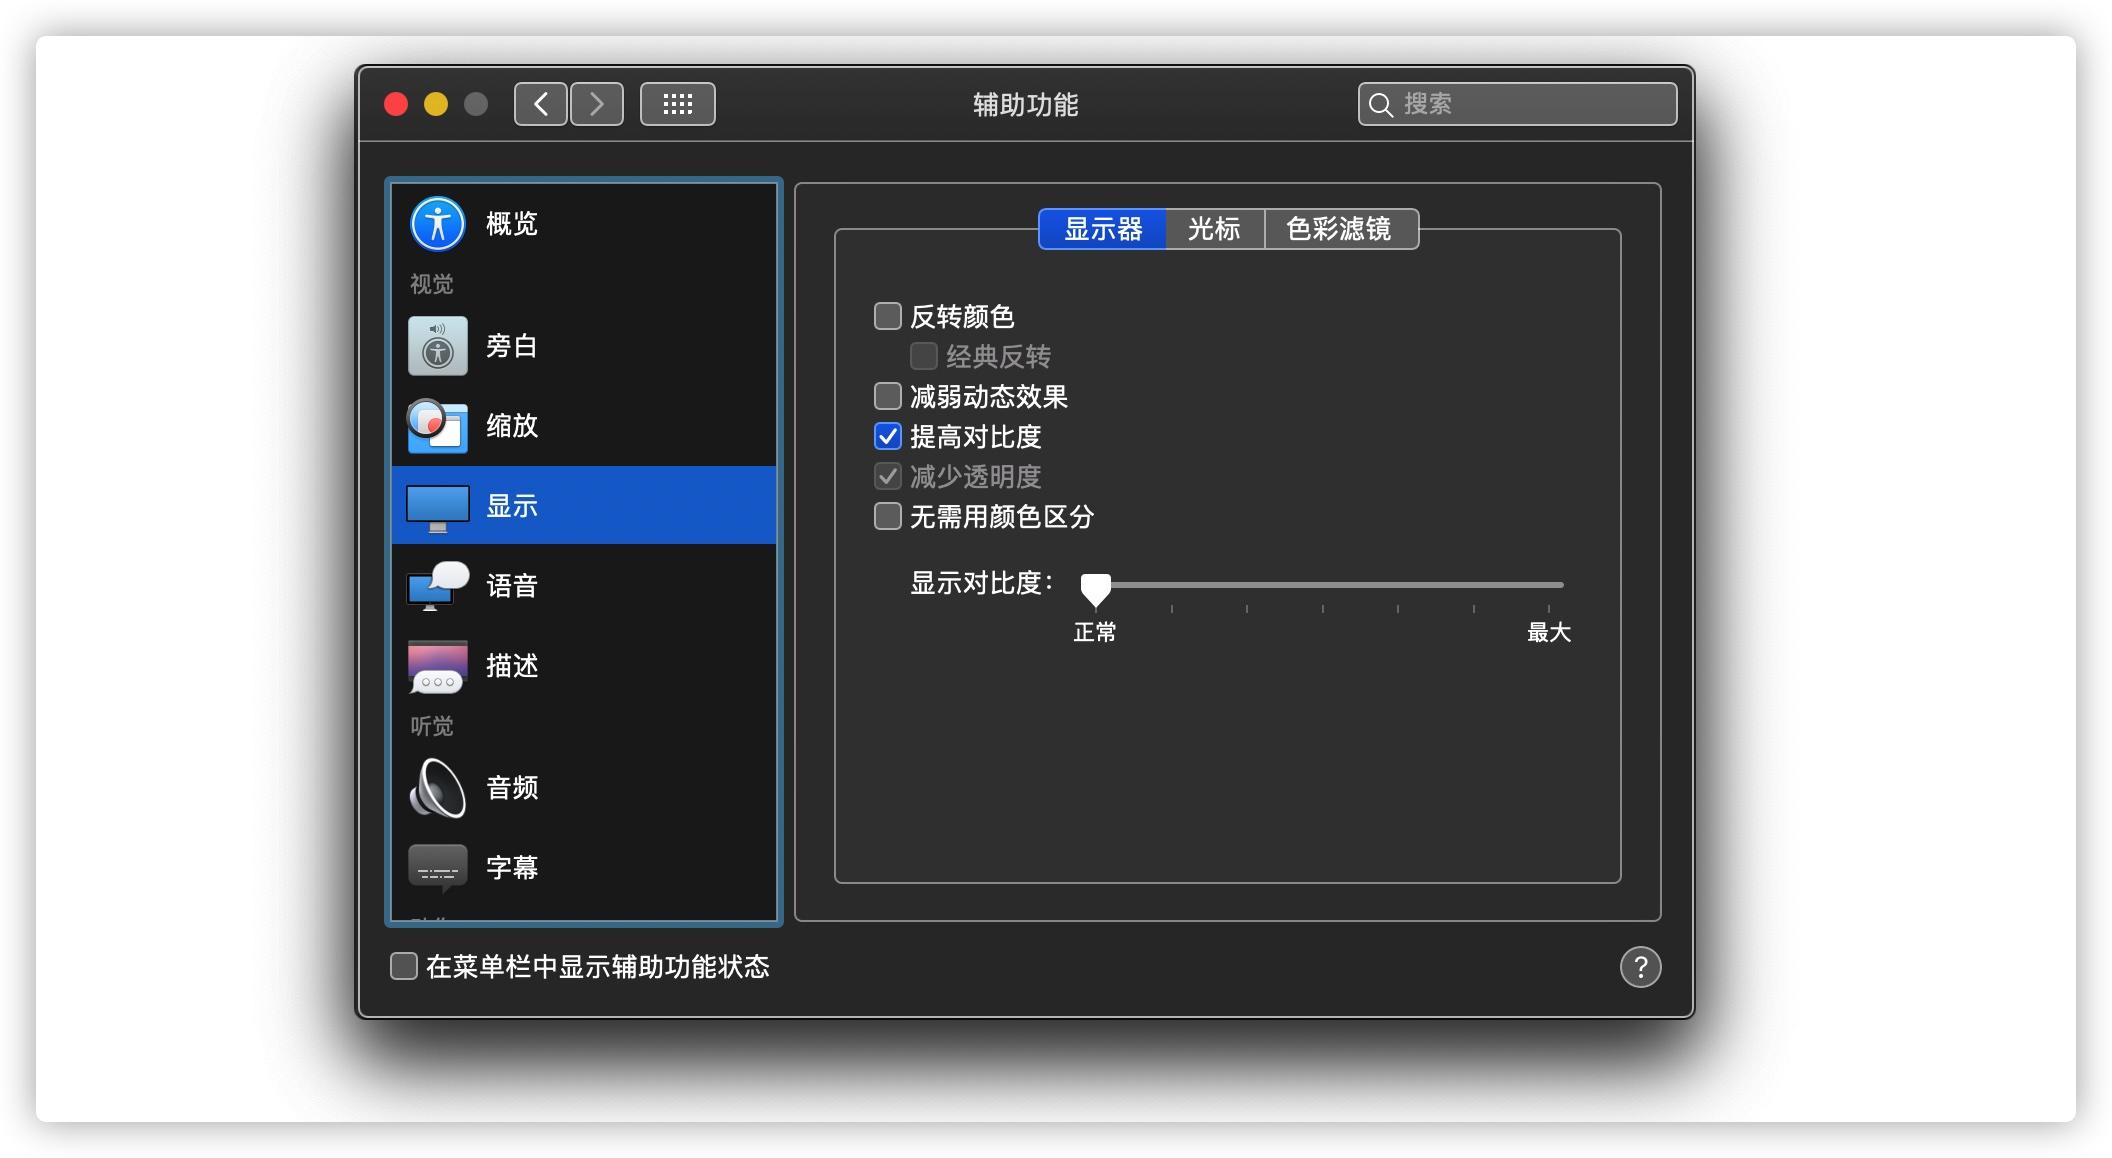 辅助功能
搜索
概览
视觉
旁白
缩放
显示
语音
描述
听觉
音频
字幕
显示器
光标
色彩滤镜
反转颜色
经典反转
减弱动态效果
提高对比度
减少透明度
无需用颜色区分
显示对比度：
正常
最大
在菜单栏中显示辅助功能状态
?